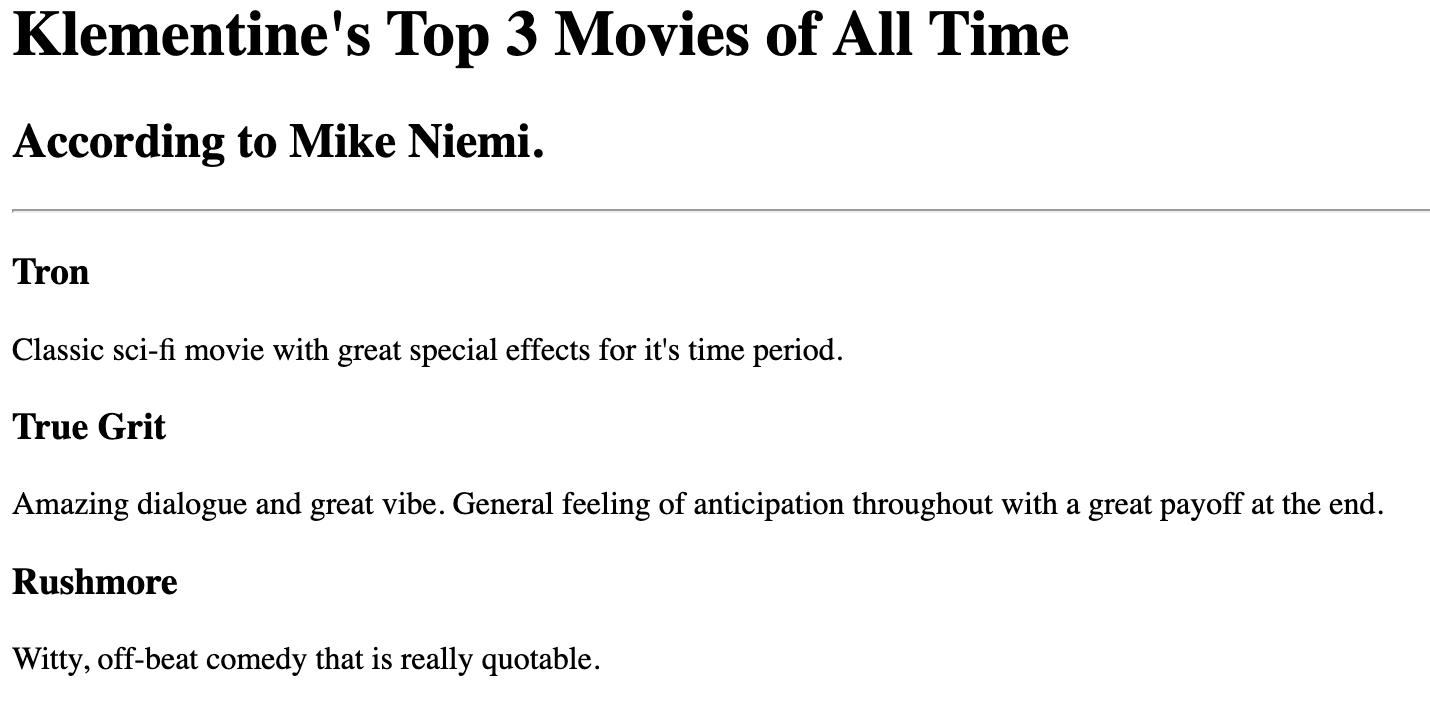 Klementine's Top 3 Movies of All Time
According to Mike Niemi.
Tron
Classic sci-fi movie with great special effects for it's time period.
True Grit
Amazing dialogue and great vibe. General feeling of anticipation throughout with a great payoff at the end.
Rushmore
Witty, off-beat comedy that is really quotable.